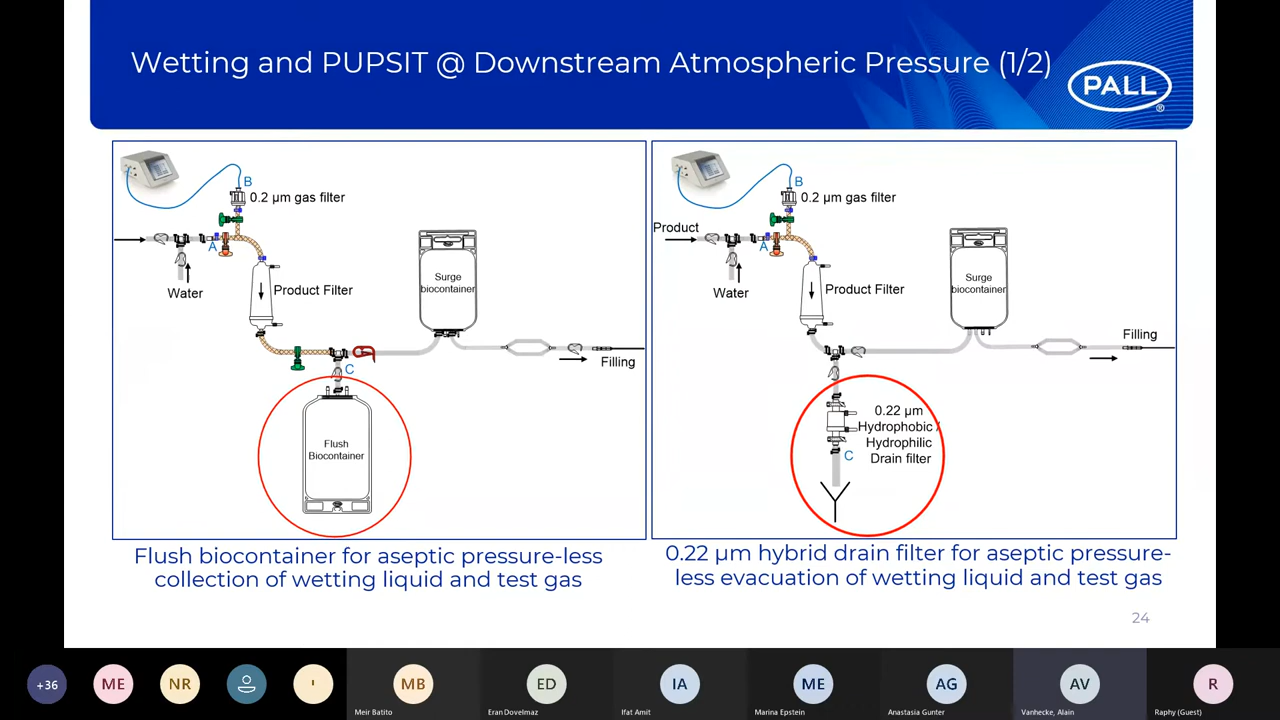 Wetting and PUPSIT @ Downstream Atmospheric Pressure (1/2)
PALL
®
B
0.2 µm gas filter
A
Water
Product Filter
Surge
biocontainer
Filling
C
Flush
Biocontainer
B
0.2 µm gas filter
Product
A
Water
Product Filter
Surge
biocontainer
Filling
0.22 µm
Hydrophobic /
Hydrophilic
Drain filter
C
Flush biocontainer for aseptic pressure-less
collection of wetting liquid and test gas
0.22 µm hybrid drain filter for aseptic pressure-
less evacuation of wetting liquid and test gas
24
+36
ME
NR
MB
Meir Batito
ED
Eran Dovelmaz
IA
Ifat Amit
ME
Marina Epstein
AG
Anastasia Gunter
AV
Vanhecke, Alain
R
Raphy (Guest)